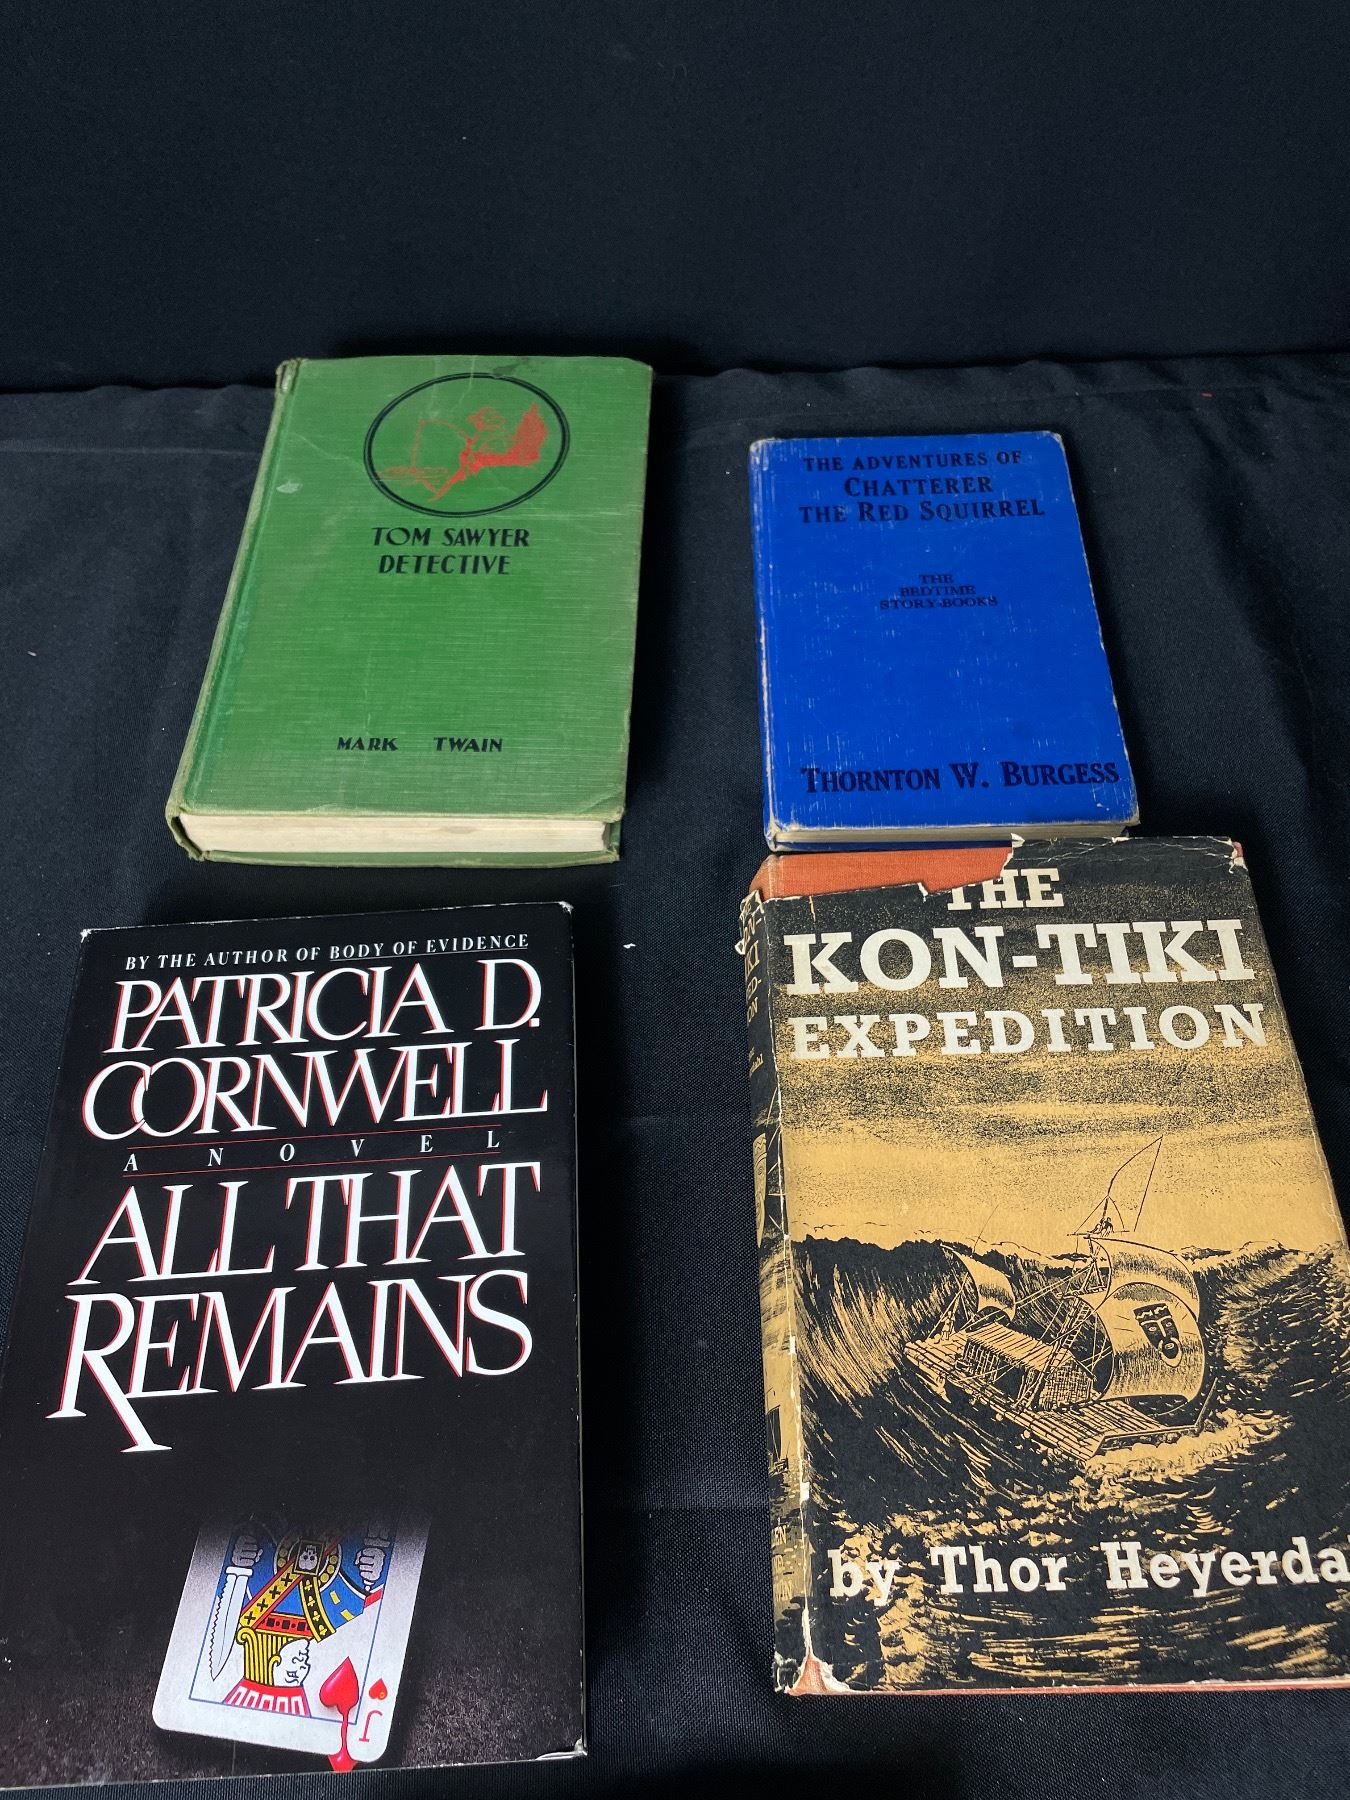 TOM SAWYER
DETECTIVE
MARK TWAIN
THE ADVENTURES OF
CHATTERER
THE RED SQUIRREL
THE
BEDTIME
STORY-BOOKS
THORNTON W. BURGESS
BY THE AUTHOR OF BODY OF EVIDENCE
PATRICIA D.
CORNWELL
A NOVEL
ALL THAT
REMAINS
J
THE
KON-TIKI
EXPEDITION
by Thor Heyerda